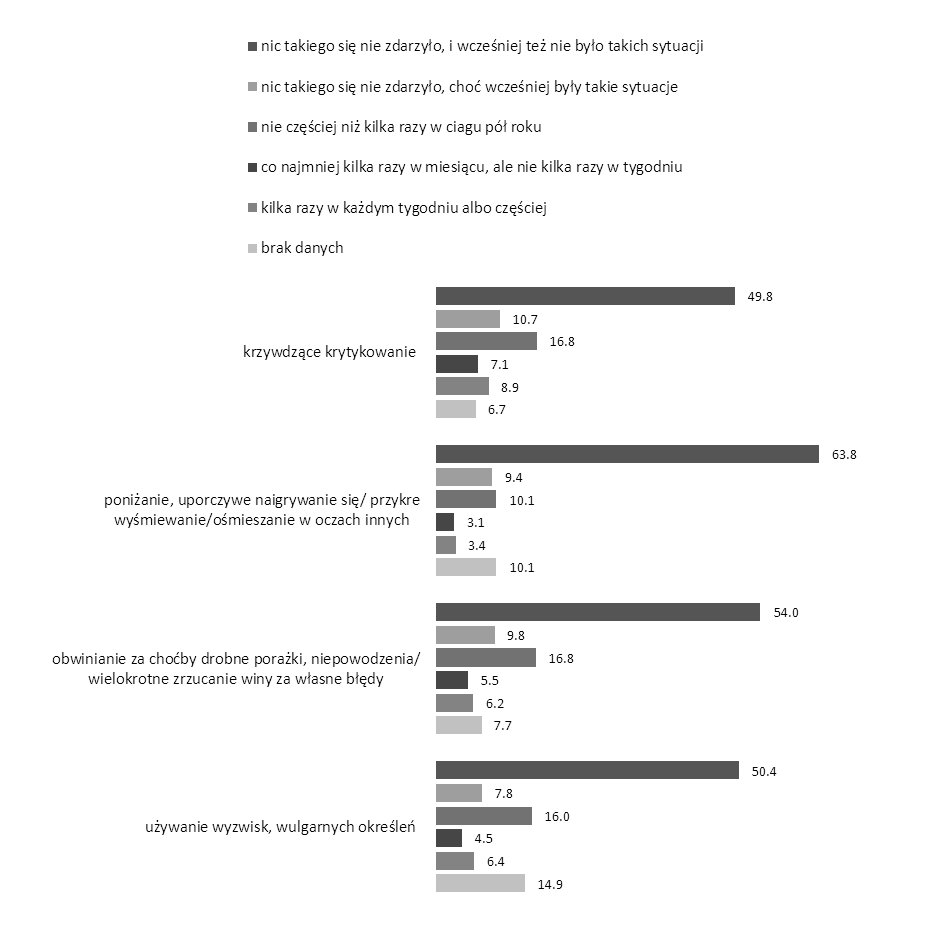 nic takiego się nie zdarzyło, i wcześniej też nie było takich sytuacji
nic takiego się nie zdarzyło, choć wcześniej były takie sytuacje
nie częściej niż kilka razy w ciagu pół roku
co najmniej kilka razy w miesiącu, ale nie kilka razy w tygodniu
kilka razy w każdym tygodniu albo częściej
brak danych
krzywdzące krytykowanie
49.8
10.7
16.8
7.1
8.9
6.7
poniżanie, uporczywe naigrywanie się/ przykre
wyśmiewanie/ośmieszanie w oczach innych
63.8
9.4
10.1
3.1
3.4
10.1
obwinianie za choćby drobne porażki, niepowodzenia/
wielokrotne zrzucanie winy za własne błędy
54.0
9.8
16.8
5.5
6.2
7.7
używanie wyzwisk, wulgarnych określeń
50.4
7.8
16.0
4.5
6.4
14.9